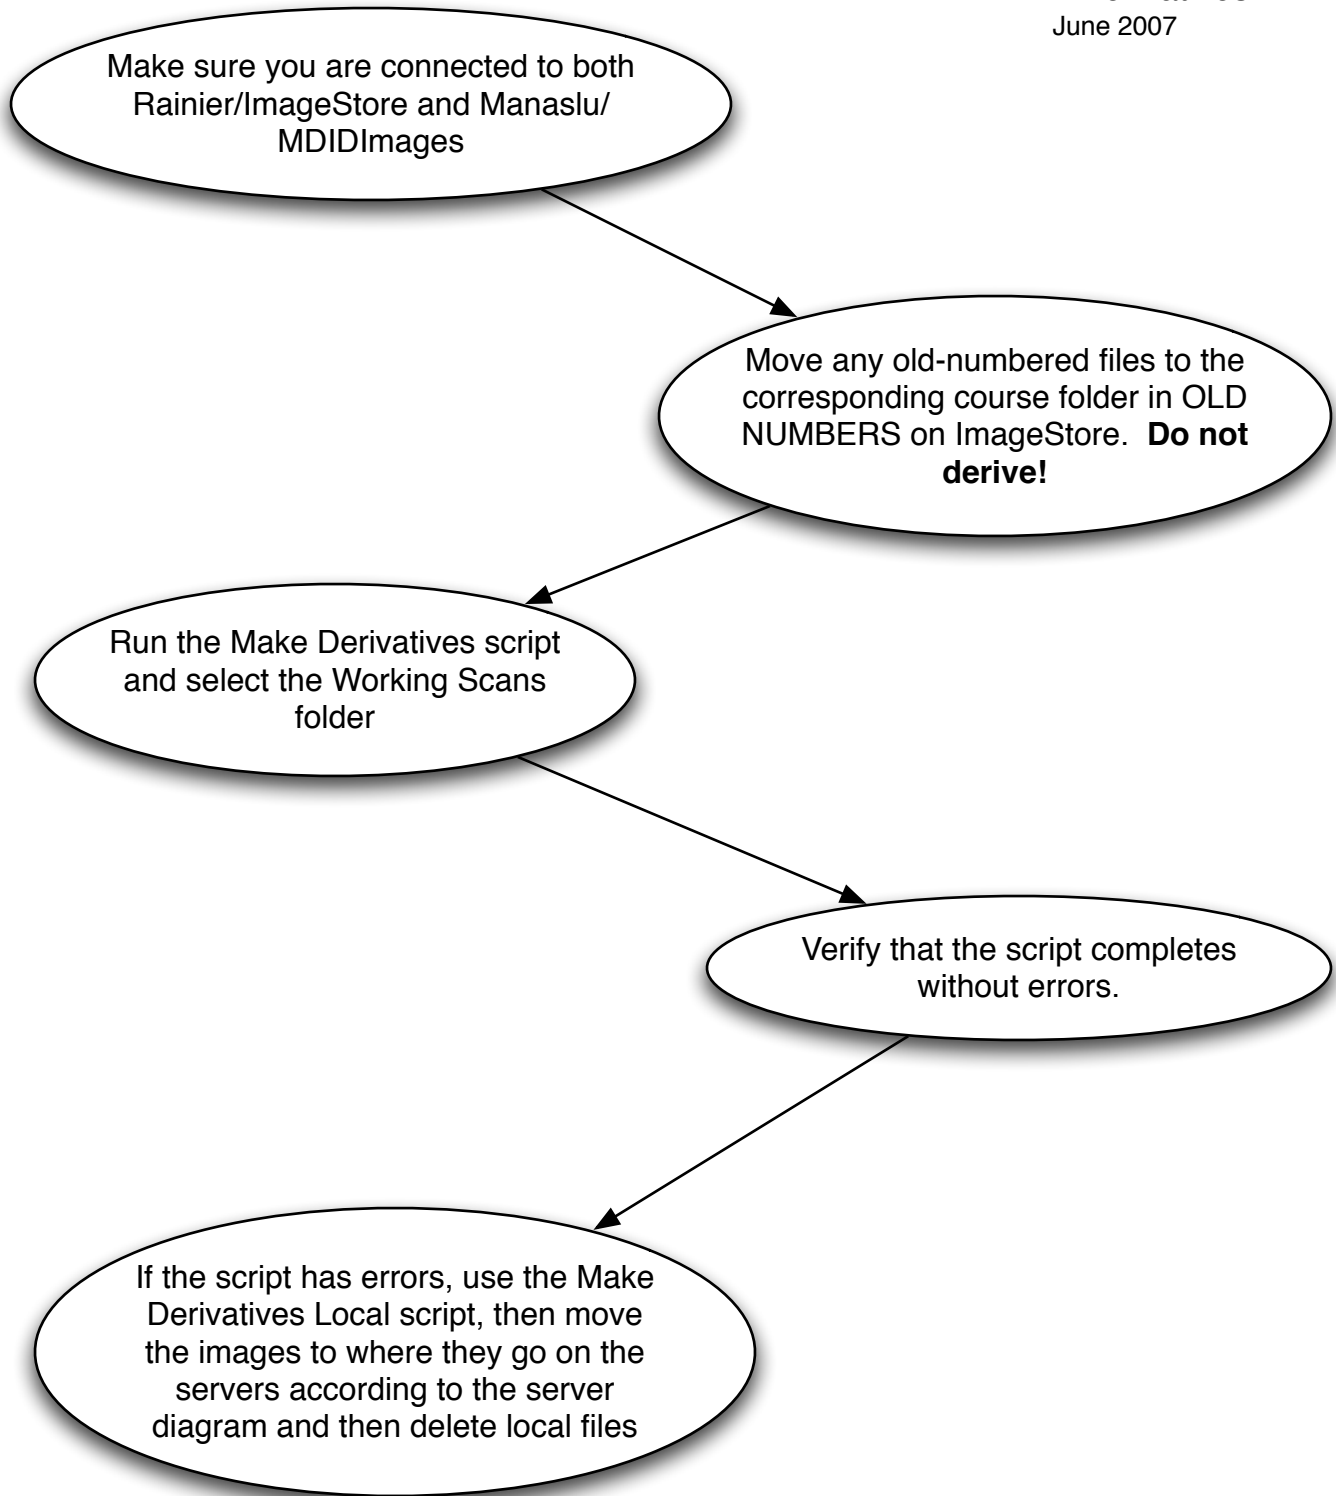 June 2007
Make sure you are connected to both
Rainier/ImageStore and Manaslu/
MDIDImages
Move any old-numbered files to the
corresponding course folder in OLD
NUMBERS on ImageStore.  Do not
derive!
Run the Make Derivatives script
and select the Working Scans
folder
Verify that the script completes
without errors.
If the script has errors, use the Make
Derivatives Local script, then move
the images to where they go on the
servers according to the server
diagram and then delete local files